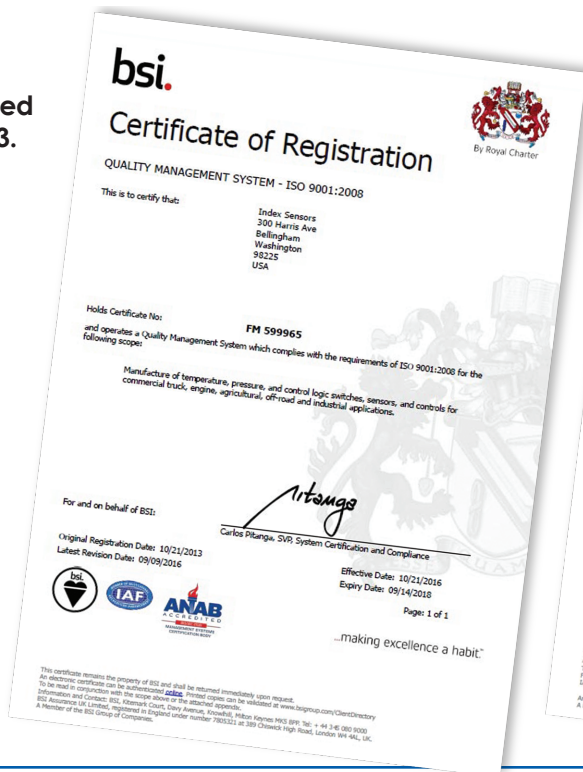 ed
3.
bsi.
By Royal Charter
Certificate of Registration
QUALITY MANAGEMENT SYSTEM - ISO 9001:2008
This is to certify that:
Index Sensors
300 Harris Ave
Bellingham
Washington
98225
USA
Holds Certificate No:
FM 599965
and operates a Quality Management System which complies with the requirements of ISO 9001:2008 for the
following scope:
Manufacture of temperature, pressure, and control logic switches, sensors, and controls for
commercial truck, engine, agricultural, off-road and industrial applications.
For and on behalf of BSI:
Carlos Pitanga, SVP, System Certification and Compliance
Original Registration Date: 10/21/2013
Effective Date: 10/21/2016
Latest Revision Date: 09/09/2016
Expiry Date: 09/14/2018
Page: 1 of 1
bsi.
IAF
ANAB
ACCREDITED
MANAGEMENT SYSTEMS
CERTIFICATION BODY
...making excellence a habit.™
This certificate remains the property of BSI and shall be returned immediately upon request.
An electronic certificate can be authenticated online. Printed copies can be validated at www.bsigroup.com/ClientDirectory
To be read in conjunction with the scope above or the attached appendix.
Information and Contact: BSI, Kitemark Court, Davy Avenue, Knowlhill, Milton Keynes MK5 8PP. Tel: + 44 345 080 9000
BSI Assurance UK Limited, registered in England under number 7805321 at 389 Chiswick High Road, London W4 4AL, UK.
A Member of the BSI Group of Companies.